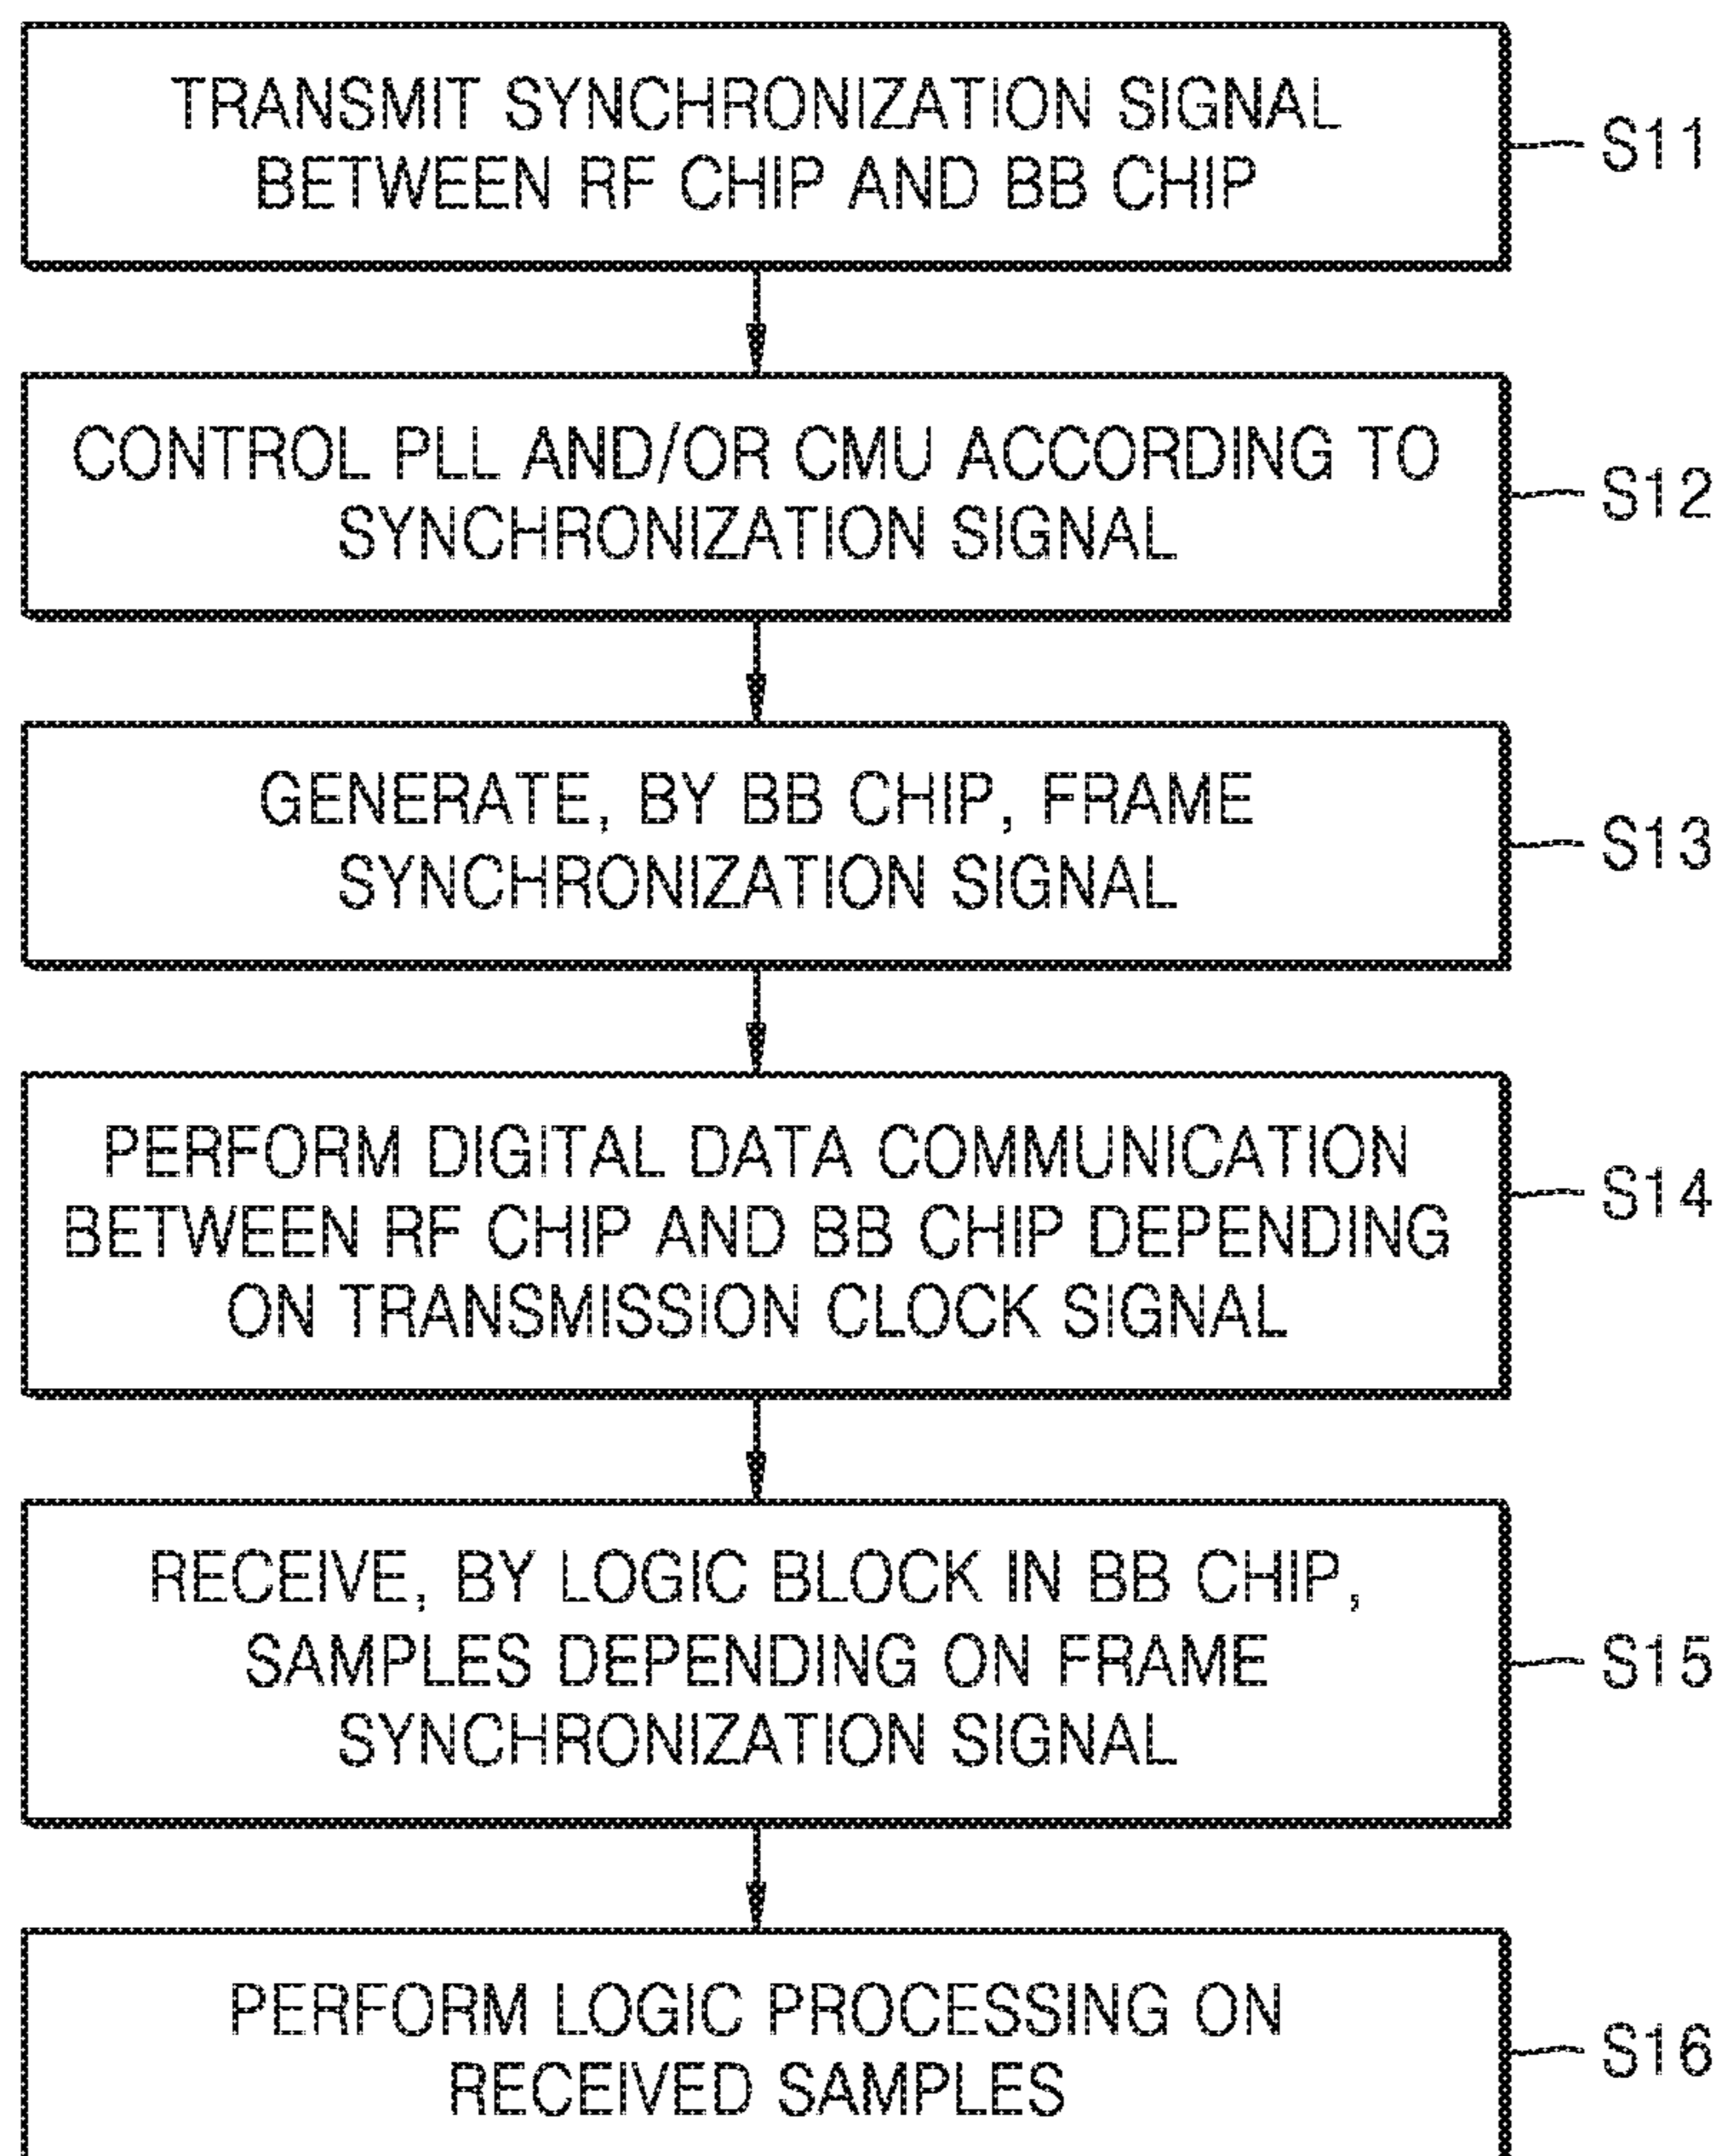 TRANSMIT SYNCHRONIZATION SIGNAL
BETWEEN RF CHIP AND BB CHIP
S11
CONTROL PLL AND/OR CMU ACCORDING TO
SYNCHRONIZATION SIGNAL
S12
GENERATE, BY BB CHIP, FRAME
SYNCHRONIZATION SIGNAL
S13
PERFORM DIGITAL DATA COMMUNICATION
BETWEEN RF CHIP AND BB CHIP DEPENDING
ON TRANSMISSION CLOCK SIGNAL
S14
RECEIVE, BY LOGIC BLOCK IN BB CHIP,
SAMPLES DEPENDING ON FRAME
SYNCHRONIZATION SIGNAL
S15
PERFORM LOGIC PROCESSING ON
RECEIVED SAMPLES
S16